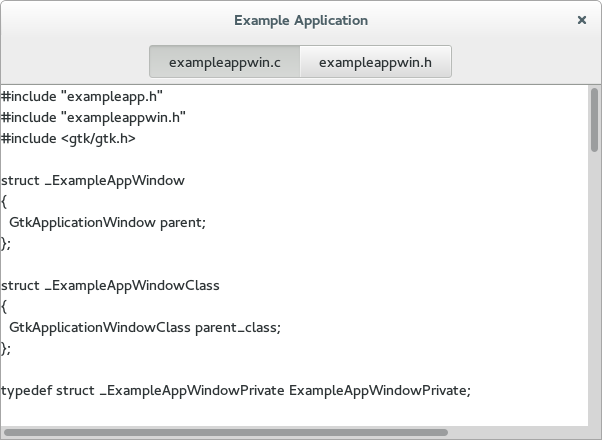 Example Application
exampleappwin.c exampleappwin.h
#include "exampleapp.h"
#include "exampleappwin.h"
#include <gtk/gtk.h>
struct _ExampleAppWindow
{
  GtkApplicationWindow parent;
};
struct _ExampleAppWindowClass
{
  GtkApplicationWindowClass parent_class;
};
typedef struct _ExampleAppWindowPrivate ExampleAppWindowPrivate;